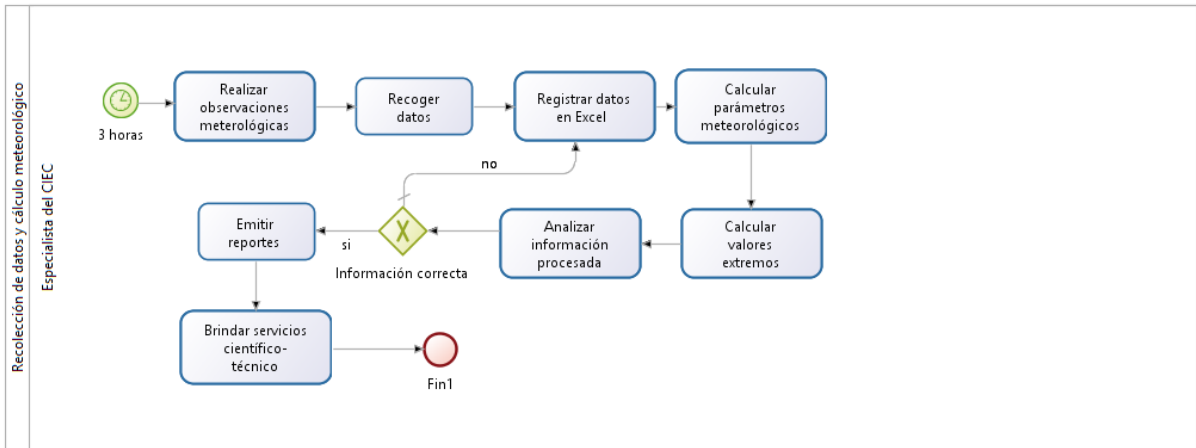 Recolección de datos y cálculo meteorológico
Especialista del CIEC
3 horas
Realizar
observaciones
meterológicas
Recoger
datos
Registrar datos
en Excel
Calcular
parámetros
meteorológicos
Calcular
valores
extremos
Analizar
información
procesada
no
Información correcta
si
Emitir
reportes
Brindar servicios
científico-
técnico
Fin1